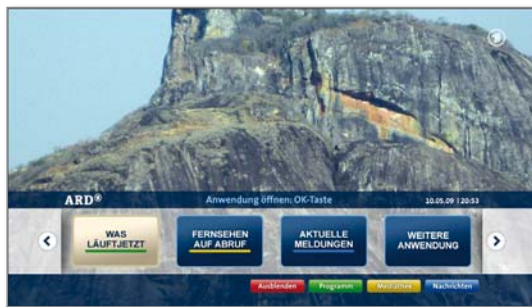 ARD
Anwendung öffnen: OK-Taste
10.05.09 | 20:53
WAS
LÄUFTJETZT
FERNSEHEN
AUF ABRUF
AKTUELLE
MELDUNGEN
WEITERE
ANWENDUNG
Ausblenden
Programm
Mediathek
Nachrichten